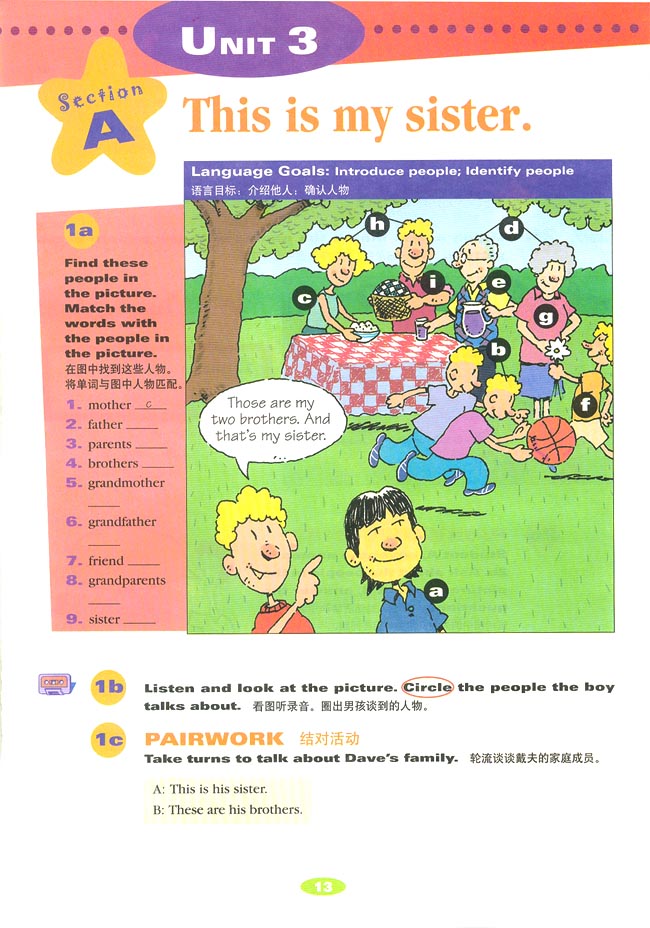 UNIT 3
Section
A
This is my sister.
Language Goals: Introduce people; Identify people
语言目标：介绍他人；确认人物
1a
Find these
people in
the picture.
Match the
words with
the people in
the picture.
在图中找到这些人物。
将单词与图中人物匹配。
1. mother c
2. father ____
3. parents ____
4. brothers ____
5. grandmother
____
6. grandfather
____
7. friend ____
8. grandparents
____
9. sister ____
h
d
c
i
e
g
b
f
Those are my
two brothers. And
that's my sister.
a
1b
Listen and look at the picture. Circle the people the boy
talks about. 看图听录音。圈出男孩谈到的人物。
1c
PAIRWORK 结对活动
Take turns to talk about Dave's family. 轮流谈谈戴夫的家庭成员。
A: This is his sister.
B: These are his brothers.
13